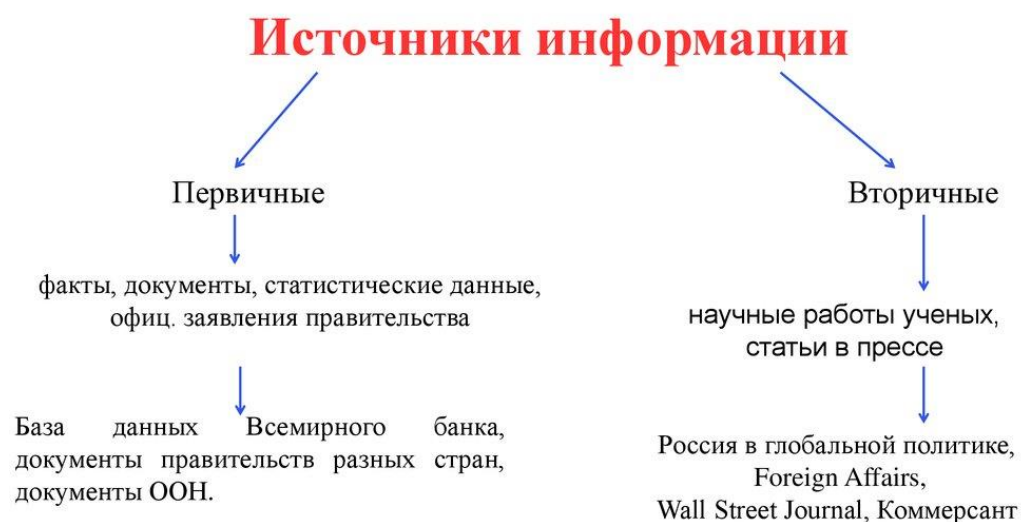 Источники информации
Первичные
факты, документы, статистические данные,
офиц. заявления правительства
База данных Всемирного банка,
документы правительств разных стран,
документы ООН.
Вторичные
научные работы ученых,
статьи в прессе
Россия в глобальной политике,
Foreign Affairs,
Wall Street Journal, Коммерсант